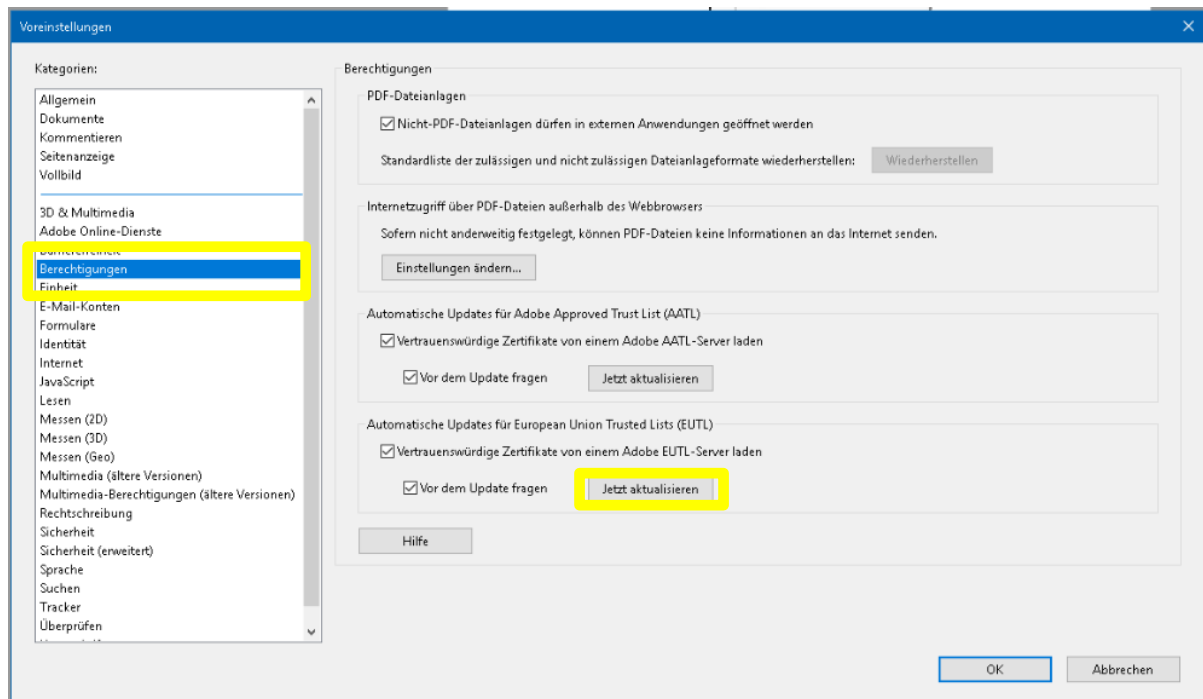 Voreinstellungen
Kategorien:
Allgemein
Dokumente
Kommentieren
Seitenanzeige
Vollbild
3D & Multimedia
Adobe Online-Dienste
Barrierefreiheit
Berechtigungen
Einheit
E-Mail-Konten
Formulare
Identität
Internet
JavaScript
Lesen
Messen (2D)
Messen (3D)
Messen (Geo)
Multimedia (ältere Versionen)
Multimedia-Berechtigungen (ältere Versionen)
Rechtschreibung
Sicherheit
Sicherheit (erweitert)
Sprache
Suchen
Tracker
Überprüfen
Berechtigungen
PDF-Dateianlagen
Nicht-PDF-Dateianlagen dürfen in externen Anwendungen geöffnet werden
Standardliste der zulässigen und nicht zulässigen Dateianlageformate wiederherstellen: Wiederherstellen
Internetzugriff über PDF-Dateien außerhalb des Webbrowsers
Sofern nicht anderweitig festgelegt, können PDF-Dateien keine Informationen an das Internet senden.
Einstellungen ändern...
Automatische Updates für Adobe Approved Trust List (AATL)
Vertrauenswürdige Zertifikate von einem Adobe AATL-Server laden
Vor dem Update fragen Jetzt aktualisieren
Automatische Updates für European Union Trusted Lists (EUTL)
Vertrauenswürdige Zertifikate von einem Adobe EUTL-Server laden
Vor dem Update fragen Jetzt aktualisieren
Hilfe
OK Abbrechen